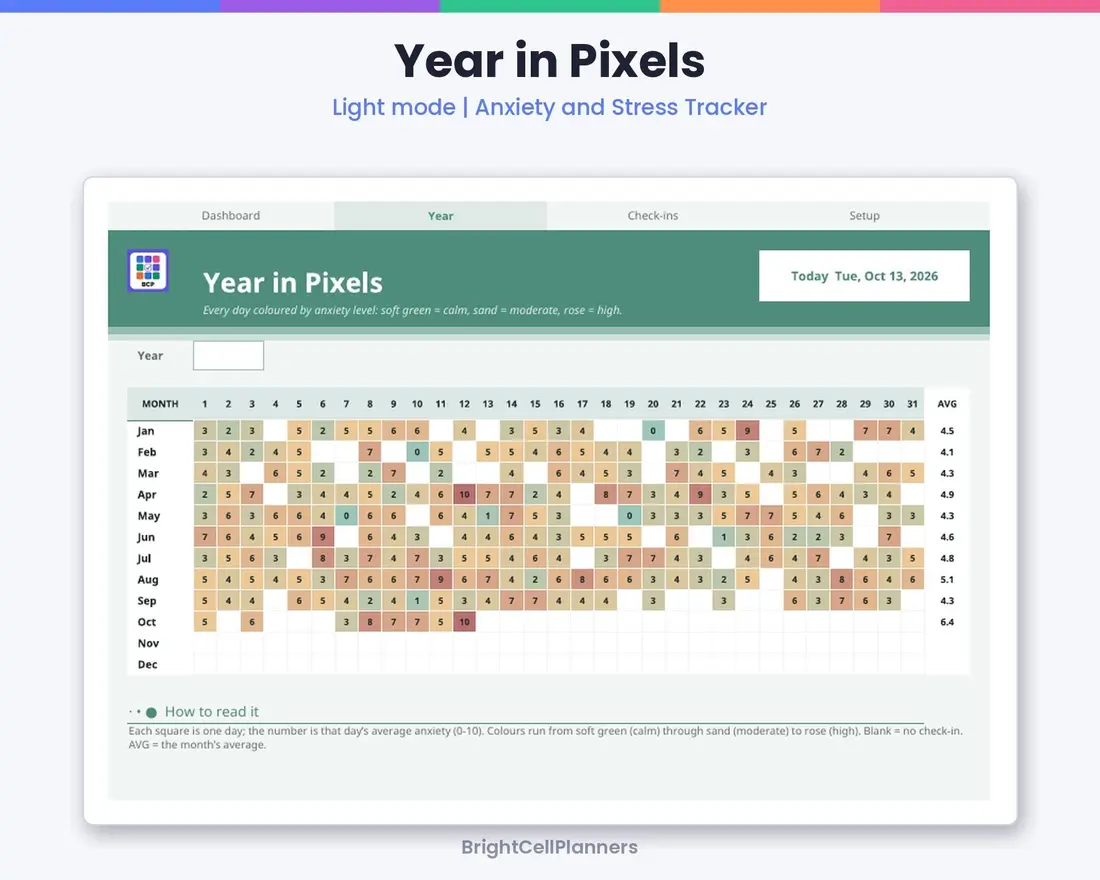 Year in Pixels
Light mode | Anxiety and Stress Tracker
Dashboard Year Check-ins Setup
BCP
Year in Pixels
Today Tue, Oct 13, 2026
Every day coloured by anxiety level: soft green = calm, sand = moderate, rose = high.
Year
MONTH 1 2 3 4 5 6 7 8 9 10 11 12 13 14 15 16 17 18 19 20 21 22 23 24 25 26 27 28 29 30 31 AVG
Jan 3 2 3 5 2 5 5 6 6 4 3 5 3 4 0 6 5 9 5 7 7 4 4.5
Feb 3 4 2 4 5 7 0 5 5 5 4 6 5 4 4 3 2 3 6 7 2 4.1
Mar 4 3 6 5 2 2 7 2 4 6 4 5 3 7 4 5 4 3 4 6 5 4.3
Apr 2 5 7 3 4 4 5 2 4 6 10 7 7 2 4 8 7 3 4 9 3 5 5 6 4 3 4 4.9
May 3 6 3 6 6 4 0 6 6 6 4 1 7 5 3 0 3 3 3 5 7 7 5 4 6 3 3 4.3
Jun 7 6 4 5 6 9 6 4 3 4 4 6 4 3 5 5 5 6 1 3 6 2 2 3 7 4.6
Jul 3 5 6 3 8 3 7 4 7 3 5 5 4 6 4 3 7 7 4 3 4 6 4 7 4 3 5 4.8
Aug 5 4 5 4 5 3 7 6 6 7 9 6 7 4 2 6 8 6 6 3 4 3 2 5 4 3 8 6 4 6 5.1
Sep 5 4 4 6 5 4 2 4 1 5 3 4 7 7 4 4 4 3 3 6 3 7 6 3 4.3
Oct 5 6 3 8 7 7 5 10 6.4
Nov
Dec
How to read it
Each square is one day; the number is that day's average anxiety (0-10). Colours run from soft green (calm) through sand (moderate) to rose (high). Blank = no check-in.
AVG = the month's average.
BrightCellPlanners